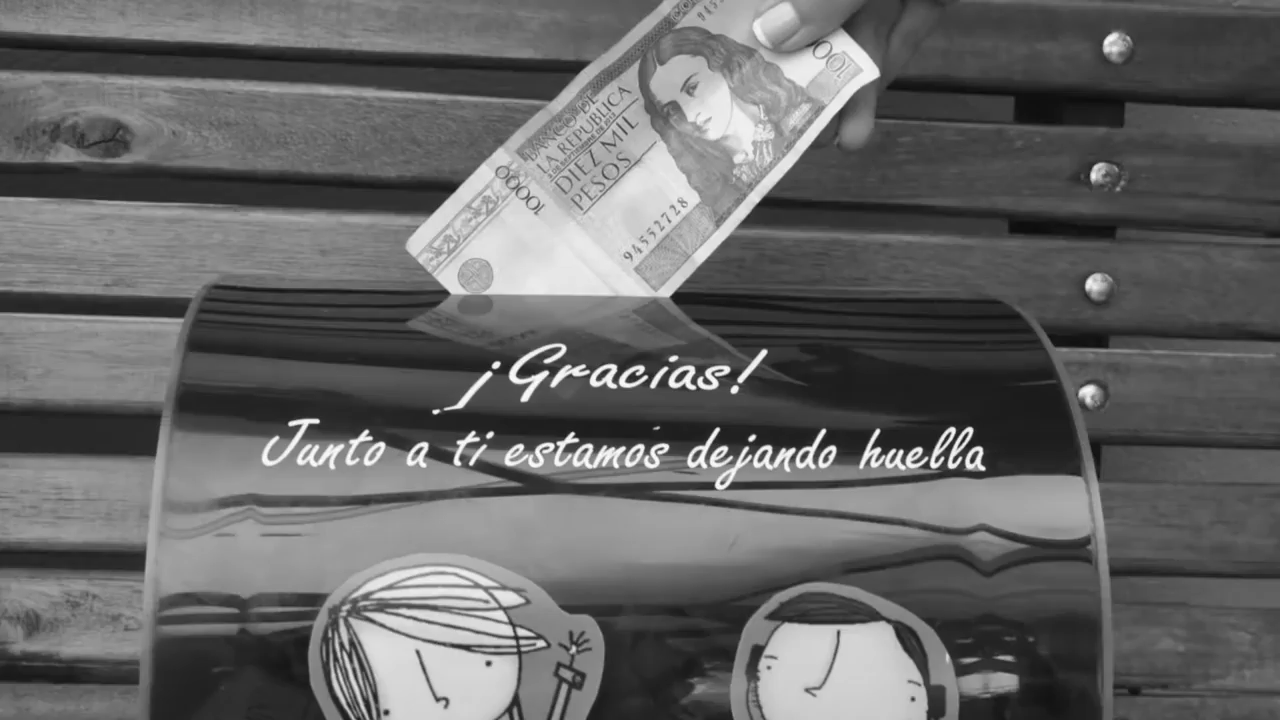 BANCO DE
LA REPUBLICA
DIEZ MIL
PESOS
10000
94552728
¡Gracias!
Junto a ti estamos dejando huella